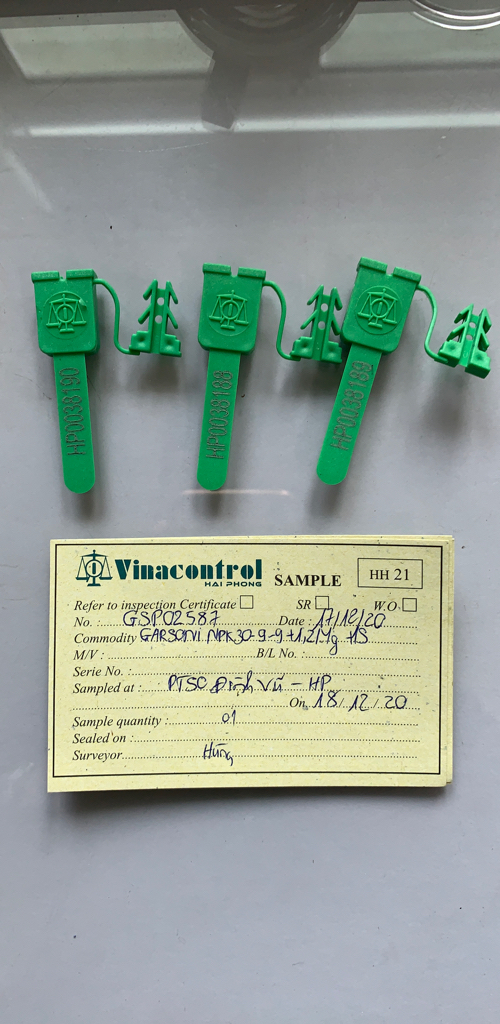 HP0038190
HP0038189
HP0038188
Vinacontrol
HAI PHONG
SAMPLE
HH 21
Refer to inspection Certificate SR W.O
No. : GSP02587 Date : 17/12/20
Commodity GARSONI NPK 30-9-9+1,2Mg +TS
M/V : B/L No. :
Serie No. :
Sampled at : PTSC Đình Vũ - HP
On, 18/12/20
Sample quantity : 01
Sealed on :
Surveyor Hùng